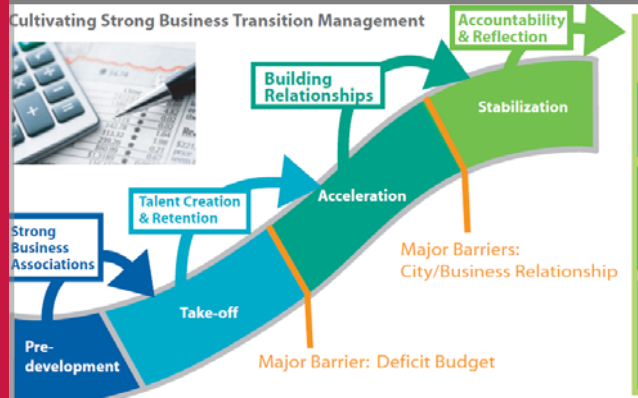 Cultivating Strong Business Transition Management
Accountability
& Reflection
Building
Relationships
Stabilization
Talent Creation
& Retention
Acceleration
Strong
Business
Associations
Major Barriers:
City/Business Relationship
Take-off
Pre-
development
Major Barrier: Deficit Budget